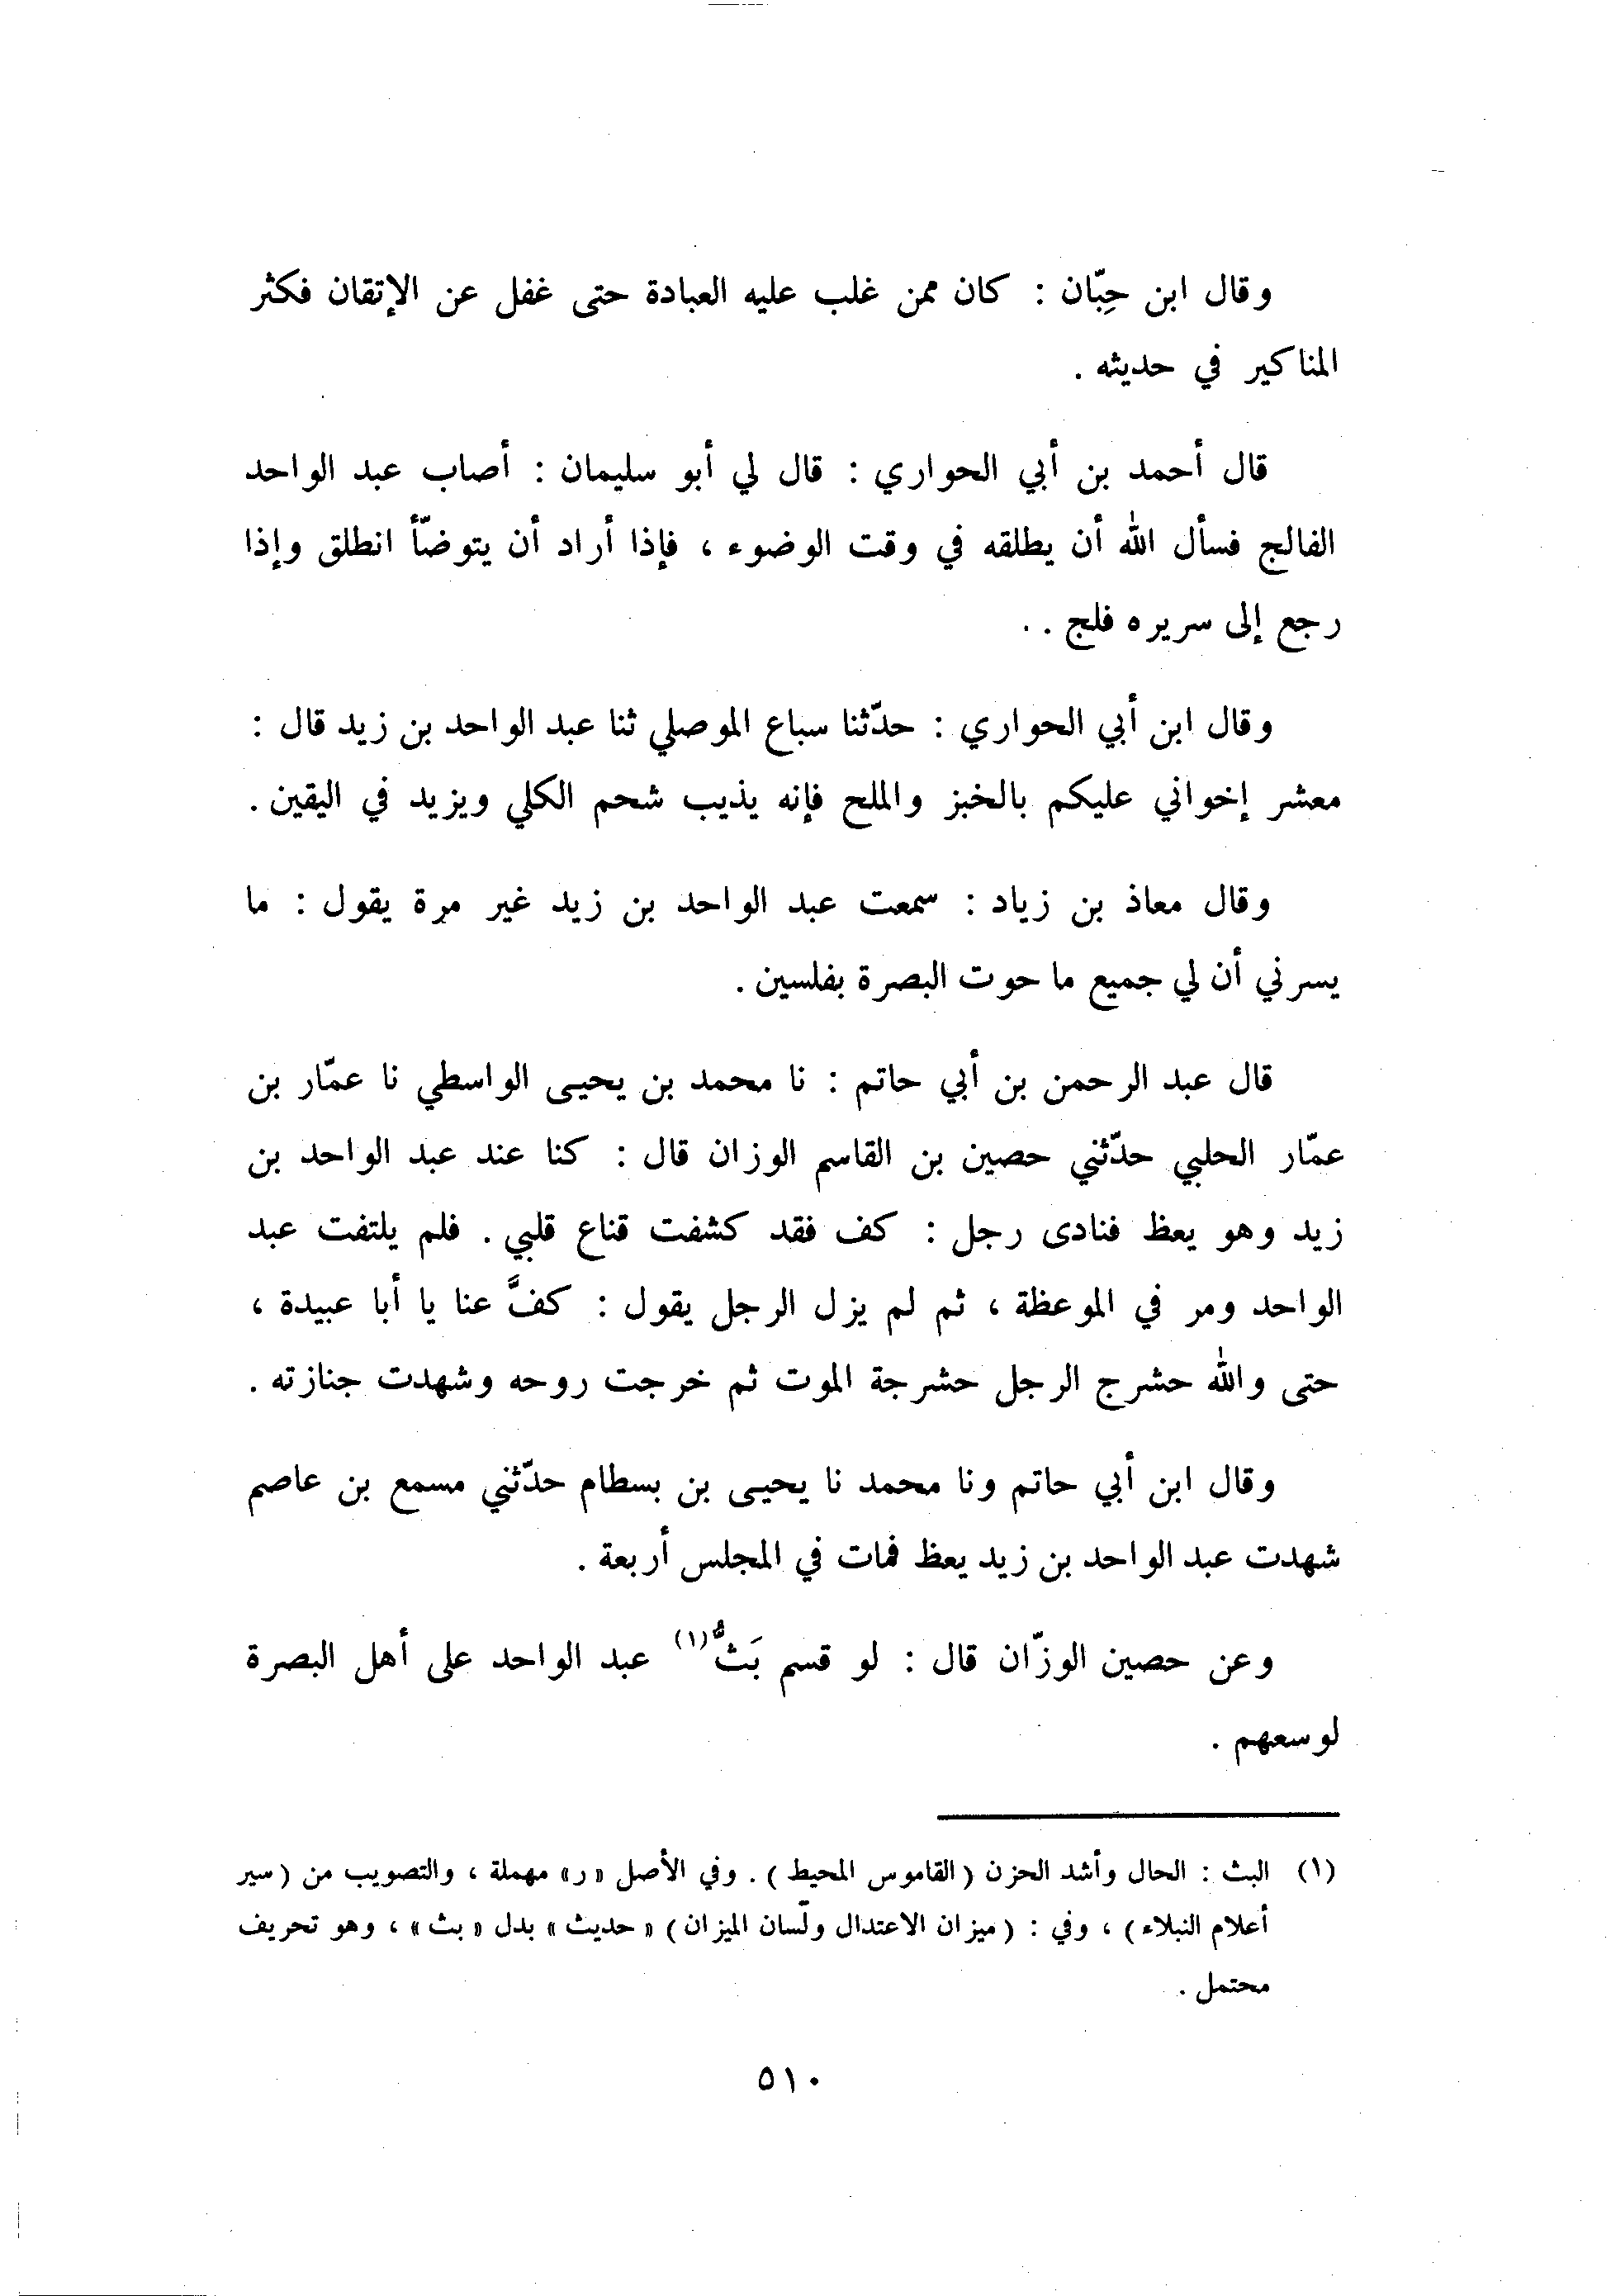 وقال ابن حِبّان : كان ممن غلب عليه العبادة حتى غفل عن الإتقان فكثر
المناكير في حديثه .
قال أحمد بن أبي الحواري : قال لي أبو سليمان : أصاب عبد الواحد
الفالج فسأل الله أن يطلقه في وقت الوضوء ، فإذا أراد أن يتوضّأ انطلق وإذا
رجع إلى سريره فلج . .
وقال ابن أبي الحواري : حدّثنا سباع الموصلي ثنا عبد الواحد بن زيد قال :
معشر إخواني عليكم بالخبز والملح فإنه يذيب شحم الكلي ويزيد في اليقين .
وقال معاذ بن زياد : سمعت عبد الواحد بن زيد غير مرة يقول : ما
يسرني أن لي جميع ما حوت البصرة بفلسين .
قال عبد الرحمن بن أبي حاتم : نا محمد بن يحيى الواسطي نا عمّار بن
عمّار الحلبي حدّثني حصين بن القاسم الوزان قال : كنا عند عبد الواحد بن
زيد وهو يعظ فنادى رجل : كف فقد كشفت قناع قلبي . فلم يلتفت عبد
الواحد ومر في الموعظة ، ثم لم يزل الرجل يقول : كفَّ عنا يا أبا عبيدة ،
حتى والله حشرج الرجل حشرجة الموت ثم خرجت روحه وشهدت جنازته .
وقال ابن أبي حاتم ونا محمد نا يحيى بن بسطام حدّثني مسمع بن عاصم
شهدت عبد الواحد بن زيد يعظ فمات في المجلس أربعة .
وعن حصين الوزّان قال : لو قسم بَثُّ(١) عبد الواحد على أهل البصرة
لوسعهم .
(١) البث : الحال وأشد الحزن ( القاموس المحيط ) . وفي الأصل «ر» مهملة ، والتصويب من ( سير
أعلام النبلاء ) ، وفي : ( ميزان الاعتدال ولسان الميزان ) « حديث » بدل « بث » ، وهو تحريف
محتمل .
٥١٠